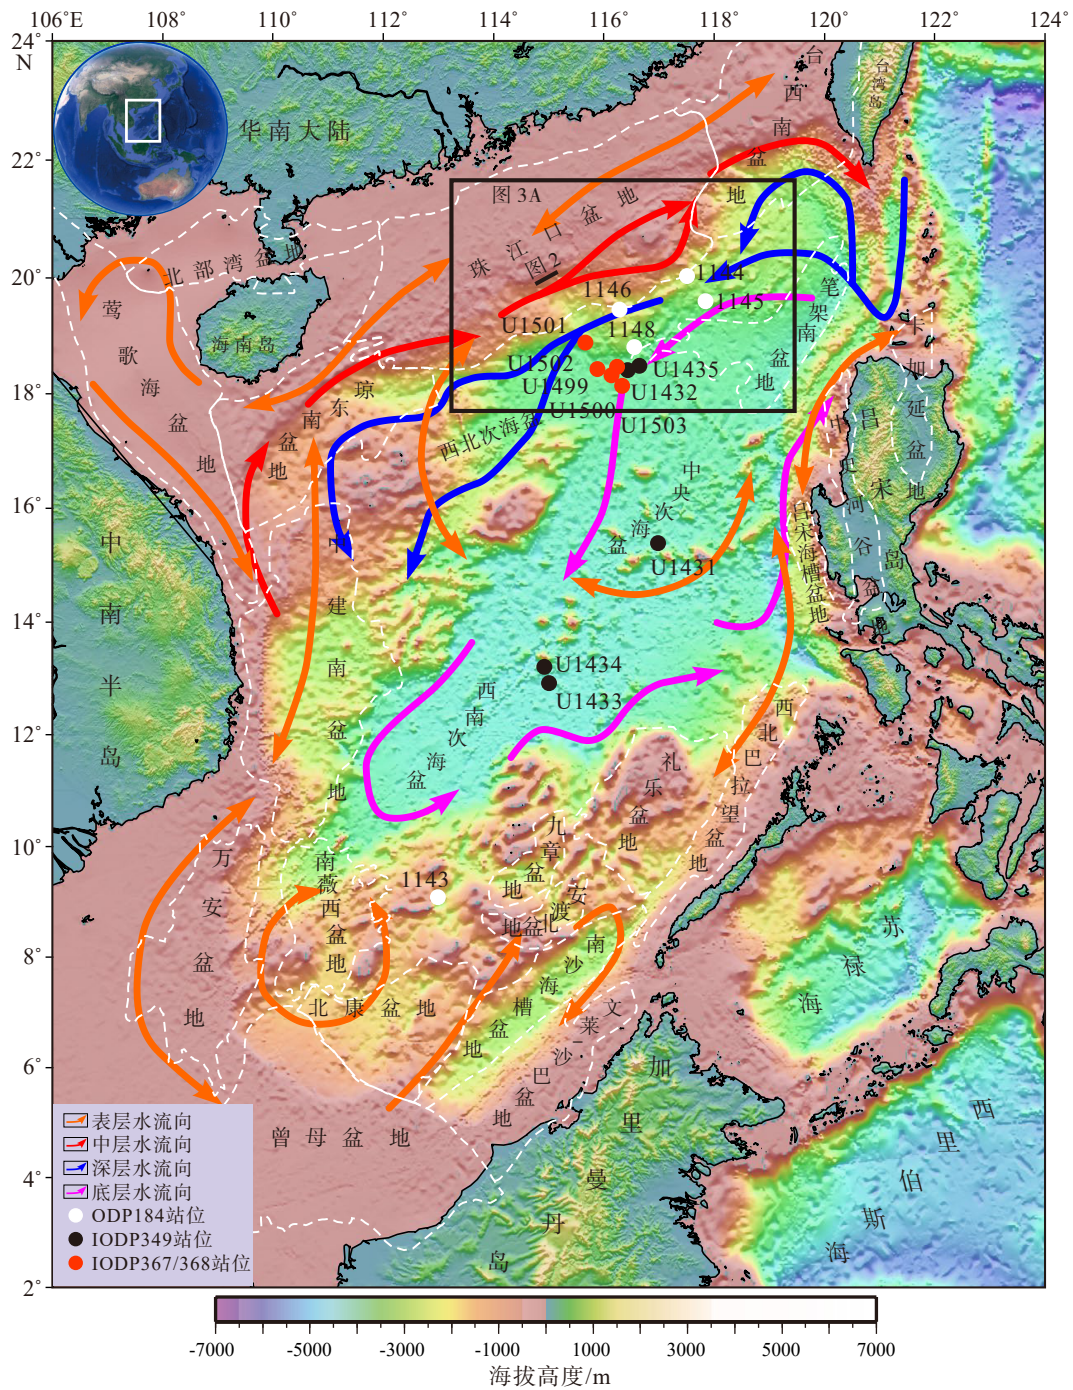 106°E
108°
110°
112°
114°
116°
118°
120°
122°
124°
24°
N
22°
20°
18°
16°
14°
12°
10°
8°
6°
4°
2°
华南大陆
台湾岛
台西南盆地
图 3A
珠江口盆地
图 2
北部湾盆地
莺歌海盆地
海南岛
琼东南盆地
1144
1145
1146
1148
U1501
U1502
U1499
U1500
U1435
U1432
U1503
笔架南盆地
西北次海盆
中央次海盆
U1431
卡加延盆地
吕宋岛
中吕宋河谷盆地
吕宋海槽盆地
中南半岛
中建南盆地
U1434
U1433
西南次海盆
西北巴拉望盆地
礼乐盆地
九章盆地
安渡北盆地
南薇西盆地
1143
万安盆地
北康盆地
南沙海槽盆地
文莱-沙巴盆地
曾母盆地
苏禄海
加里曼丹岛
西里伯斯海
表层水流向
中层水流向
深层水流向
底层水流向
ODP184站位
IODP349站位
IODP367/368站位
-7000
-5000
-3000
-1000
1000
3000
5000
7000
海拔高度/m